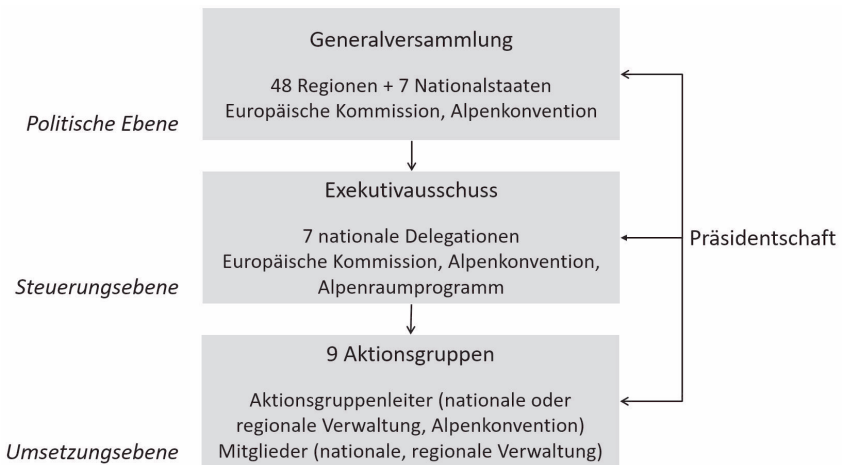 Generalversammlung
48 Regionen + 7 Nationalstaaten
Europäische Kommission, Alpenkonvention
Politische Ebene
Exekutivausschuss
7 nationale Delegationen
Europäische Kommission, Alpenkonvention,
Alpenraumprogramm
Präsidentschaft
Steuerungsebene
9 Aktionsgruppen
Aktionsgruppenleiter (nationale oder
regionale Verwaltung, Alpenkonvention)
Mitglieder (nationale, regionale Verwaltung)
Umsetzungsebene